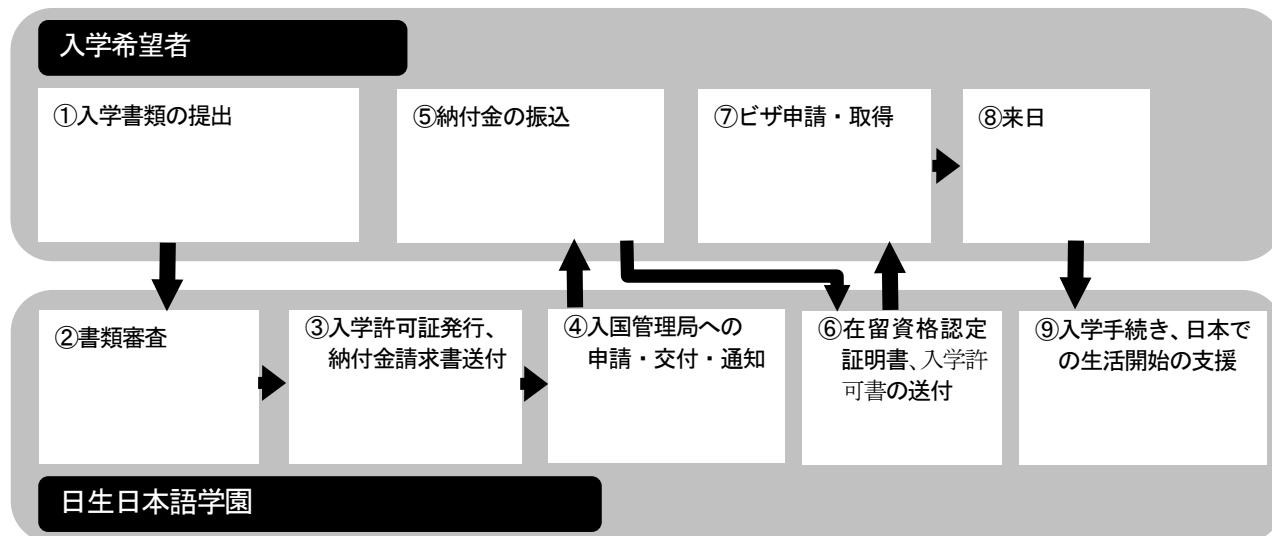 入学希望者
①入学書類の提出
⑤納付金の振込
⑦ビザ申請・取得
⑧来日
②書類審査
③入学許可証発行、
納付金請求書送付
④入国管理局への
申請・交付・通知
⑥在留資格認定
証明書、入学許
可書の送付
⑨入学手続き、日本で
の生活開始の支援
日生日本語学園